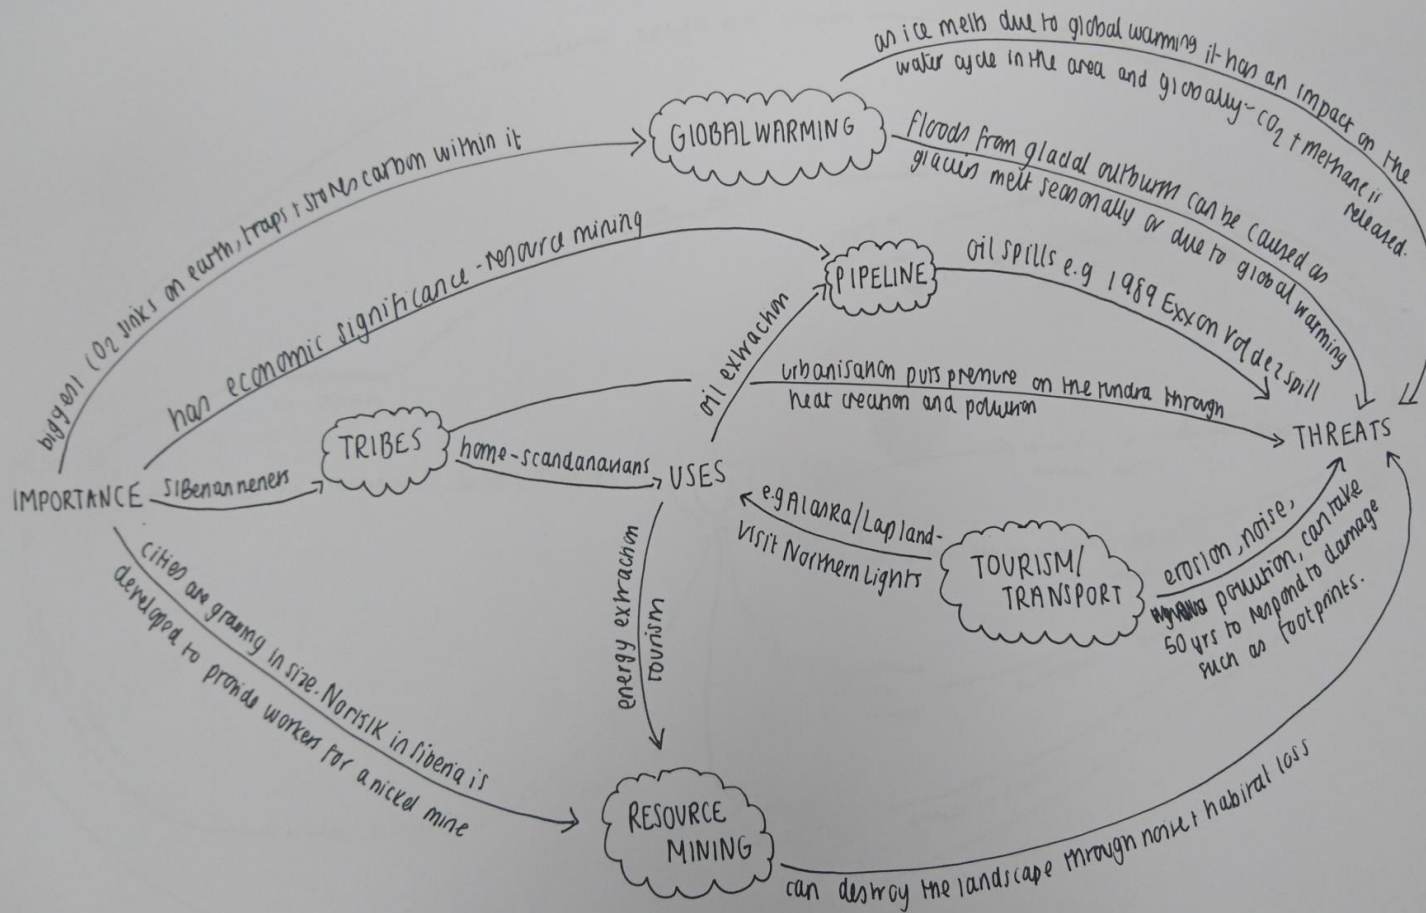 as ice melts due to global warming it has an impact on the
water cycle in the area and globally - CO2 + methane is
released.
GLOBAL WARMING
floods from glacial outburst can be caused as
glaciers melt seasonally or due to global warming
biggest CO2 sinks on earth, traps + stores carbon within it
has economic significance - resource mining
PIPELINE
oil spills e.g 1989 Exxon Valdez spill
oil extraction
urbanisation puts pressure on the tundra through
heat creation and pollution
THREATS
TRIBES
home - scandanavians
USES
IMPORTANCE
Siberian neners
e.g Alaska/Lapland -
visit Northern Lights
TOURISM/
TRANSPORT
erosion, noise,
pollution, can take
50 yrs to respond to damage
such as footprints.
cities are growing in size. Norislk in Siberia is
developed to provide workers for a nickel mine
energy extraction
tourism
RESOURCE
MINING
can destroy the landscape through noise + habitat loss